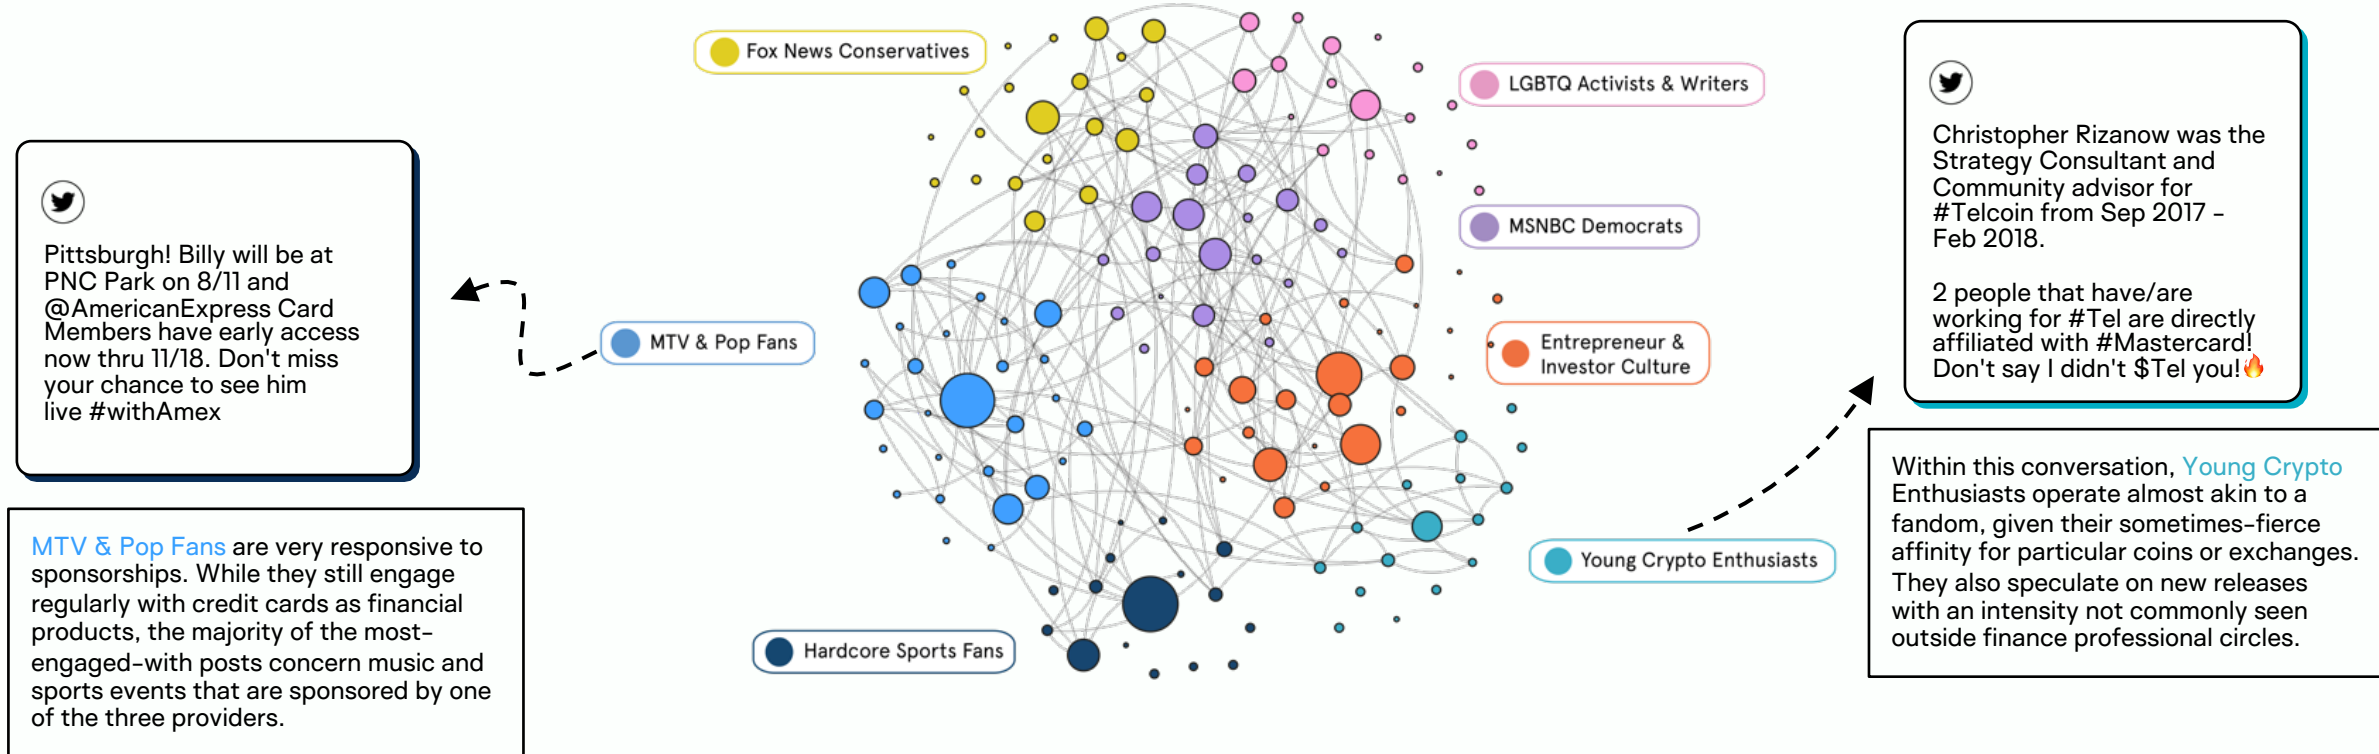 Fox News Conservatives
LGBTQ Activists & Writers
MSNBC Democrats
MTV & Pop Fans
Entrepreneur &
Investor Culture
Young Crypto Enthusiasts
Hardcore Sports Fans
Pittsburgh! Billy will be at
PNC Park on 8/11 and
@AmericanExpress Card
Members have early access
now thru 11/18. Don't miss
your chance to see him
live #withAmex
MTV & Pop Fans are very responsive to
sponsorships. While they still engage
regularly with credit cards as financial
products, the majority of the most-
engaged-with posts concern music and
sports events that are sponsored by one
of the three providers.
Christopher Rizanow was the
Strategy Consultant and
Community advisor for
#Telcoin from Sep 2017 -
Feb 2018.
2 people that have/are
working for #Tel are directly
affiliated with #Mastercard!
Don't say I didn't $Tel you!🔥
Within this conversation, Young Crypto
Enthusiasts operate almost akin to a
fandom, given their sometimes-fierce
affinity for particular coins or exchanges.
They also speculate on new releases
with an intensity not commonly seen
outside finance professional circles.